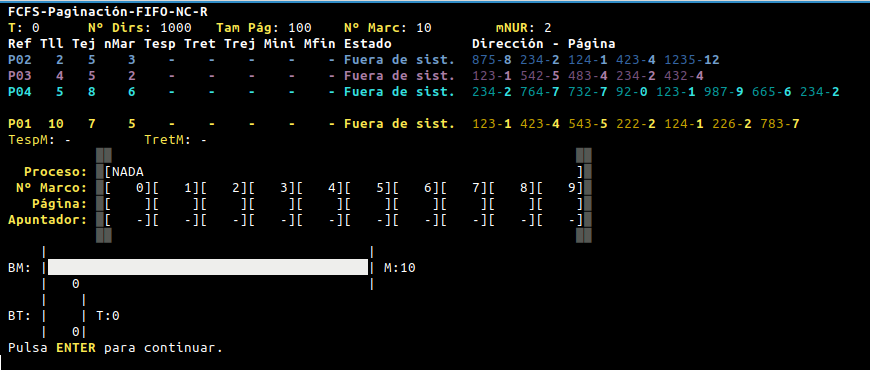 FCFS-Paginación-FIFO-NC-R
T: 0      Nº Dirs: 1000   Tam Pág: 100    Nº Marc: 10        mNUR: 2
Ref Tll Tej nMar Tesp Tret Trej Mini Mfin Estado          Dirección - Página
P02   2   5    3    -    -    -    -    - Fuera de sist.  875-8 234-2 124-1 423-4 1235-12
P03   4   5    2    -    -    -    -    - Fuera de sist.  123-1 542-5 483-4 234-2 432-4
P04   5   8    6    -    -    -    -    - Fuera de sist.  234-2 764-7 732-7 92-0 123-1 987-9 665-6 234-2
P01  10   7    5    -    -    -    -    - Fuera de sist.  123-1 423-4 543-5 222-2 124-1 226-2 783-7
TespM: -         TretM: -
Proceso: [NADA                                                       ]
Nº Marco: [   0][   1][   2][   3][   4][   5][   6][   7][   8][   9]
Página: [    ][    ][    ][    ][    ][    ][    ][    ][    ][    ]
Apuntador: [   -][   -][   -][   -][   -][   -][   -][   -][   -][   -]
|                                        |
BM: |                                        | M:10
|   0                                    |
|    |
BT: |    | T:0
|   0|
Pulsa ENTER para continuar.